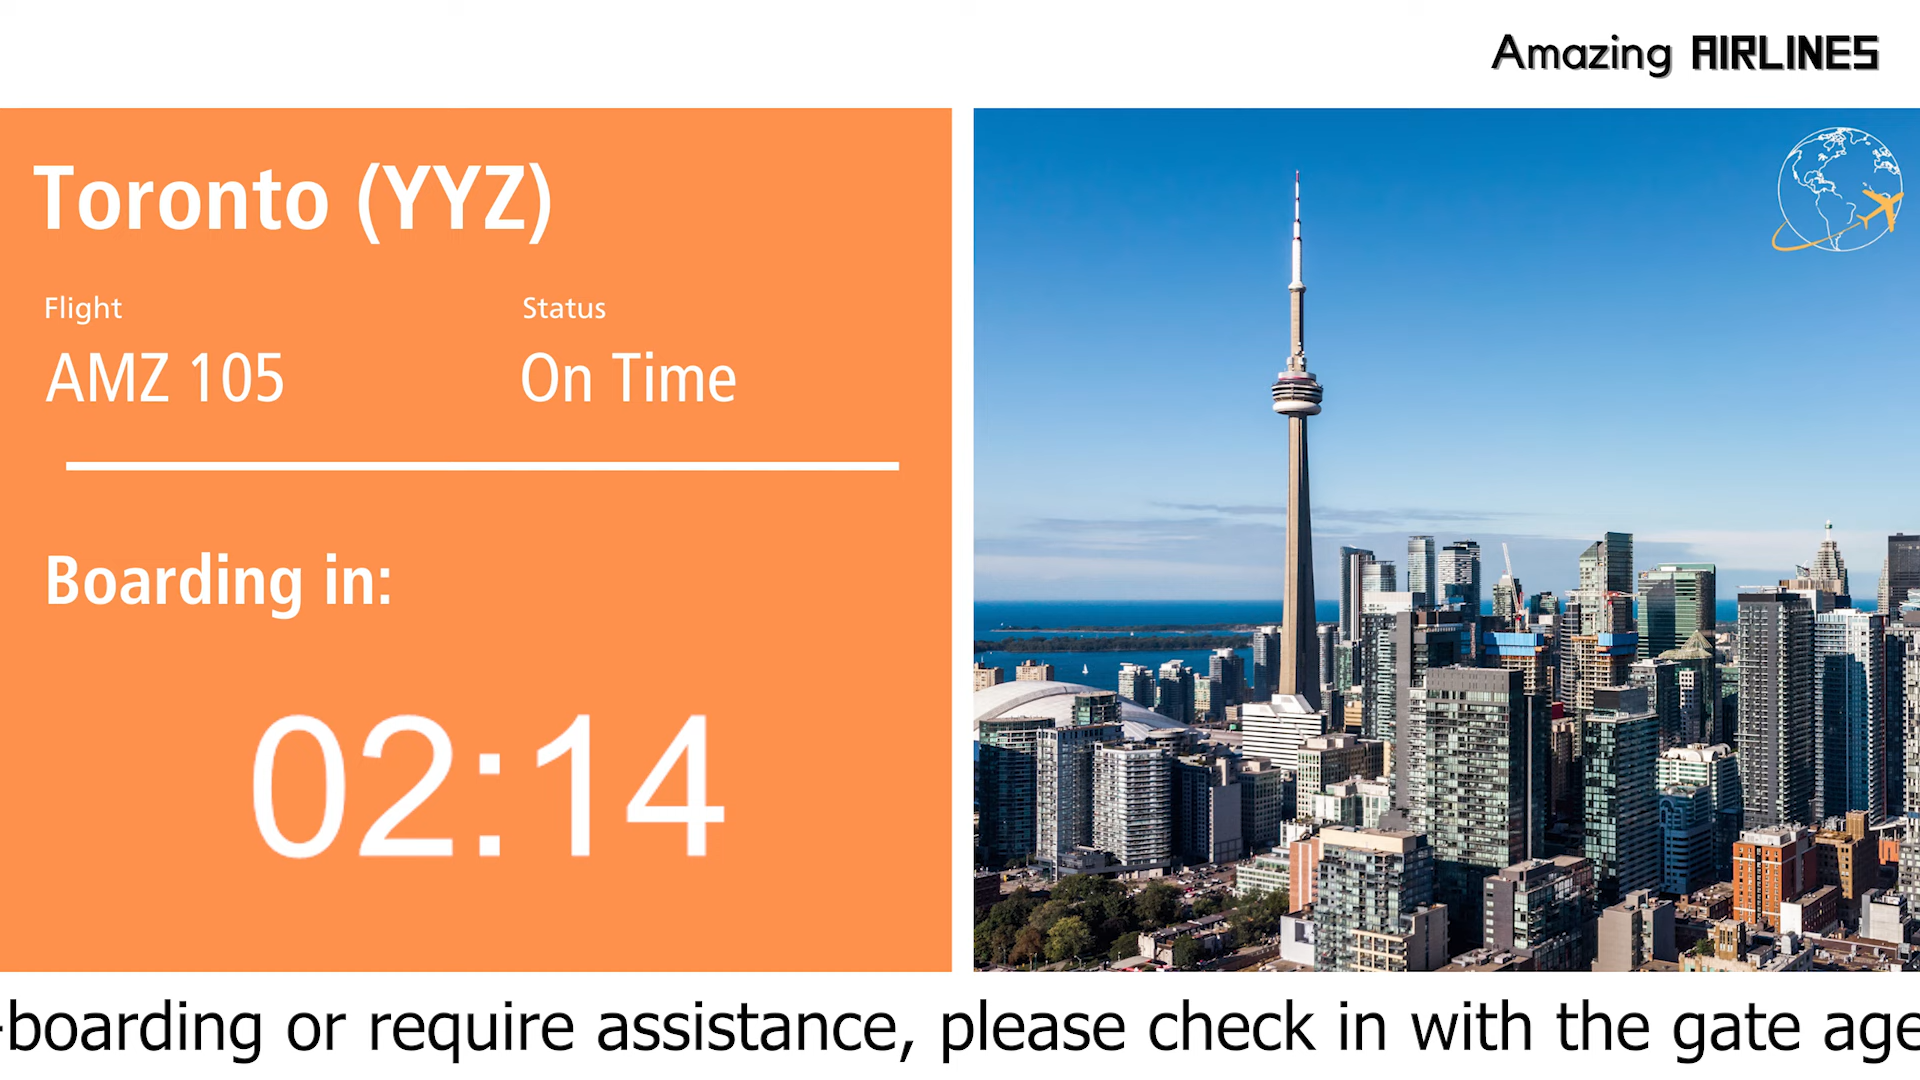 Amazing AIRLINES
Toronto (YYZ)
Flight
Status
AMZ 105
On Time
Boarding in:
02:14
-boarding or require assistance, please check in with the gate age